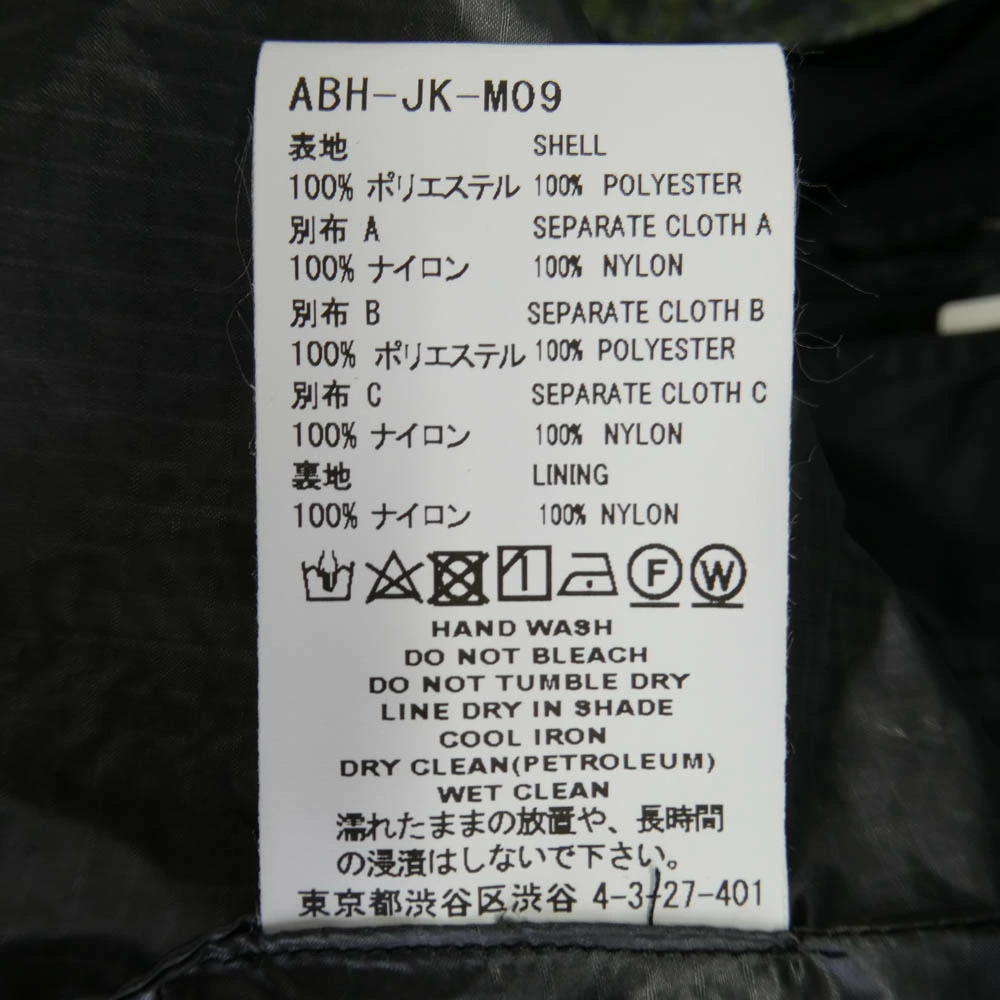 ABH-JK-M09
表地 SHELL
100% ポリエステル 100% POLYESTER
別布 A SEPARATE CLOTH A
100% ナイロン 100% NYLON
別布 B SEPARATE CLOTH B
100% ポリエステル 100% POLYESTER
別布 C SEPARATE CLOTH C
100% ナイロン 100% NYLON
裏地 LINING
100% ナイロン 100% NYLON
F W
HAND WASH
DO NOT BLEACH
DO NOT TUMBLE DRY
LINE DRY IN SHADE
COOL IRON
DRY CLEAN(PETROLEUM)
WET CLEAN
濡れたままの放置や、長時間
の浸漬はしないで下さい。
東京都渋谷区渋谷 4-3-27-401